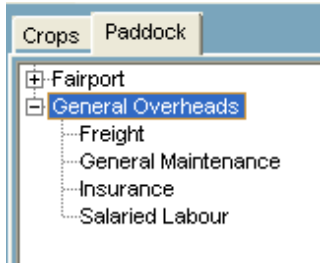 Crops Paddock
Fairport
General Overheads
Freight
General Maintenance
Insurance
Salaried Labour